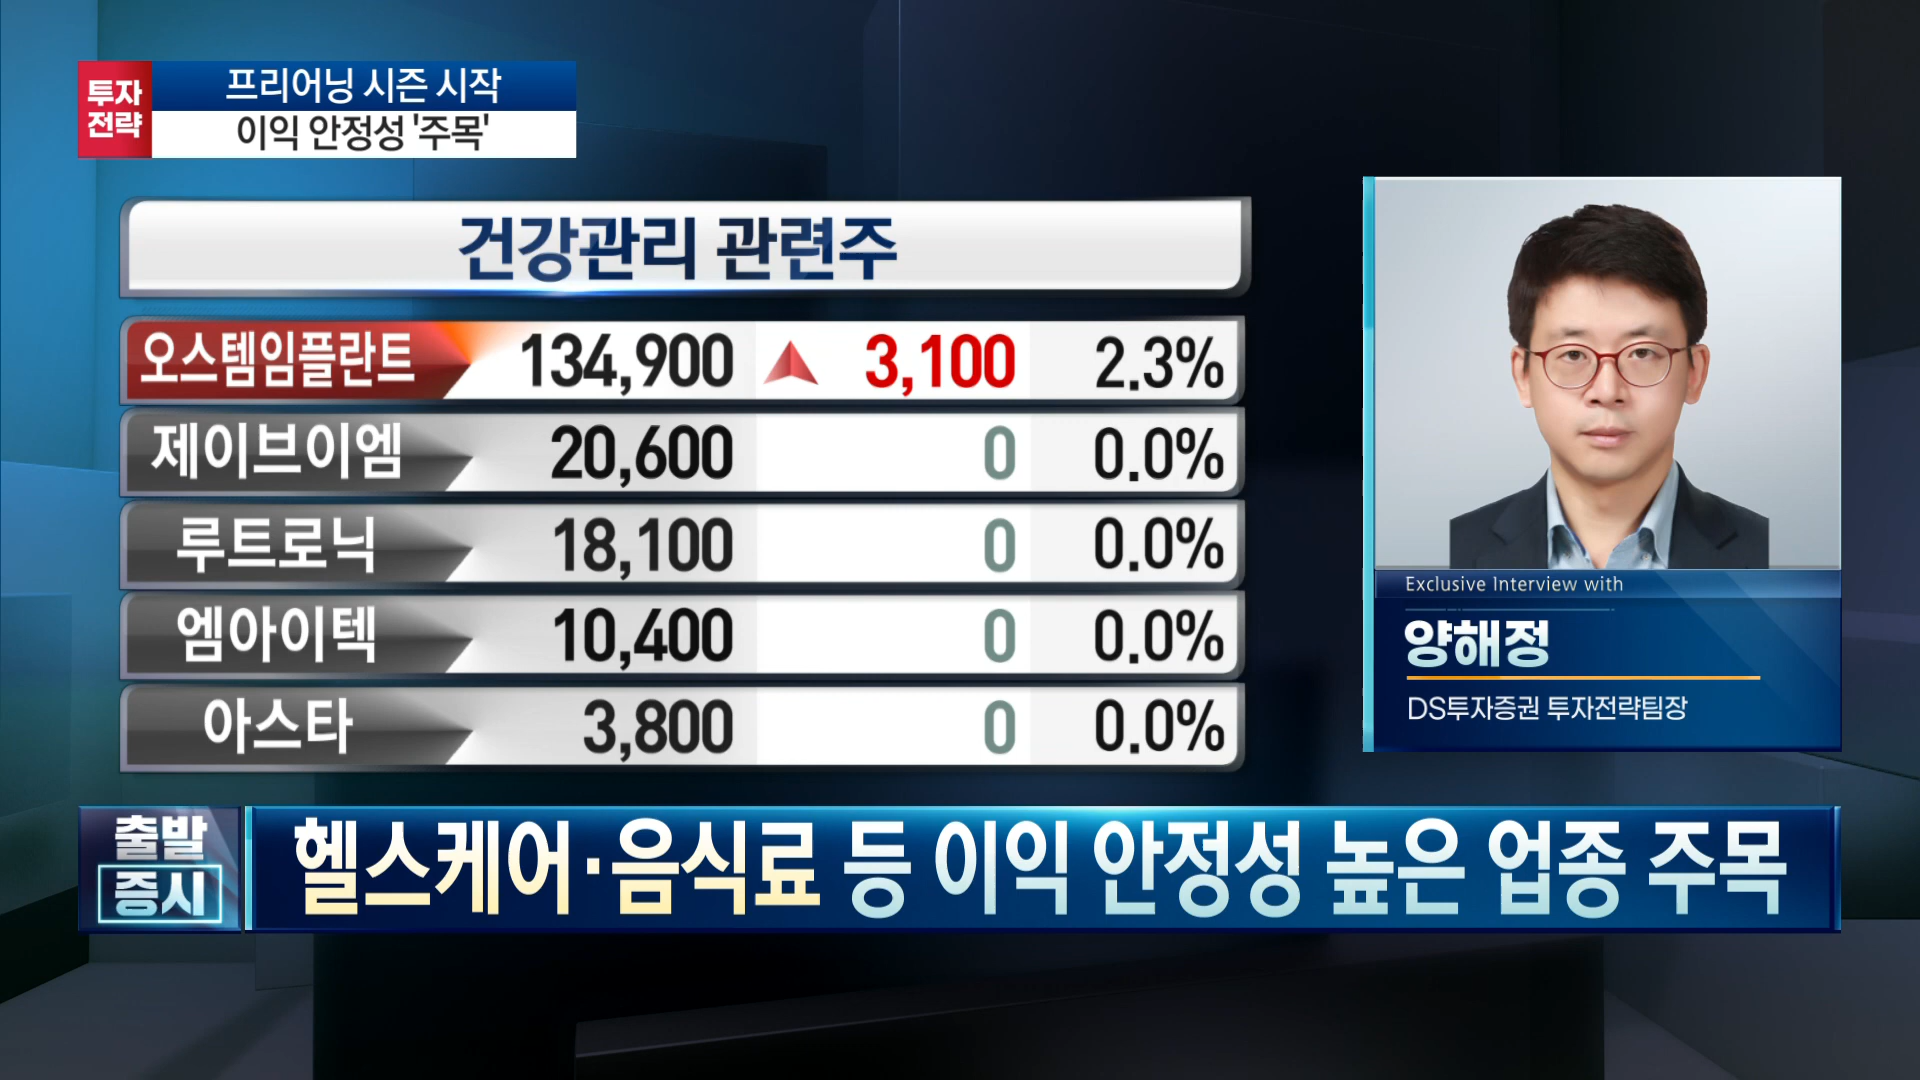 투자
전략
프리어닝 시즌 시작
이익 안정성 '주목'
건강관리 관련주
오스템임플란트 134,900 ▲ 3,100 2.3%
제이브이엠 20,600 0 0.0%
루트로닉 18,100 0 0.0%
엠아이텍 10,400 0 0.0%
아스타 3,800 0 0.0%
Exclusive Interview with
양해정
DS투자증권 투자전략팀장
출발
증시
헬스케어·음식료 등 이익 안정성 높은 업종 주목